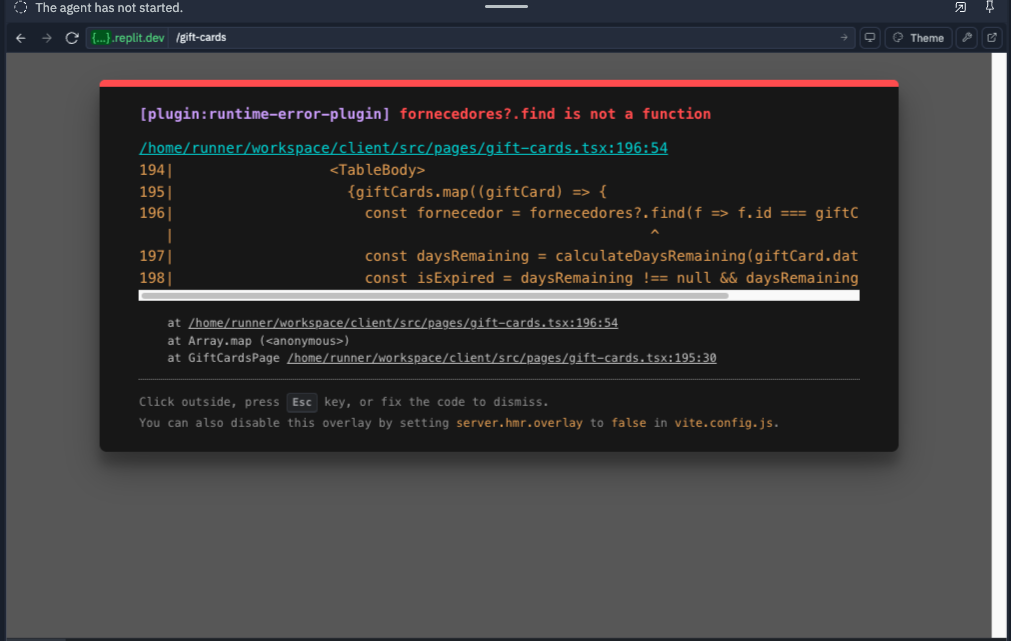 The agent has not started.
{...}.replit.dev /gift-cards
Theme
[plugin:runtime-error-plugin] fornecedores?.find is not a function
/home/runner/workspace/client/src/pages/gift-cards.tsx:196:54
194| <TableBody>
195| {giftCards.map((giftCard) => {
196| const fornecedor = fornecedores?.find(f => f.id === giftC
| ^
197| const daysRemaining = calculateDaysRemaining(giftCard.dat
198| const isExpired = daysRemaining !== null && daysRemaining
at /home/runner/workspace/client/src/pages/gift-cards.tsx:196:54
at Array.map (<anonymous>)
at GiftCardsPage /home/runner/workspace/client/src/pages/gift-cards.tsx:195:30
Click outside, press Esc key, or fix the code to dismiss.
You can also disable this overlay by setting server.hmr.overlay to false in vite.config.js.